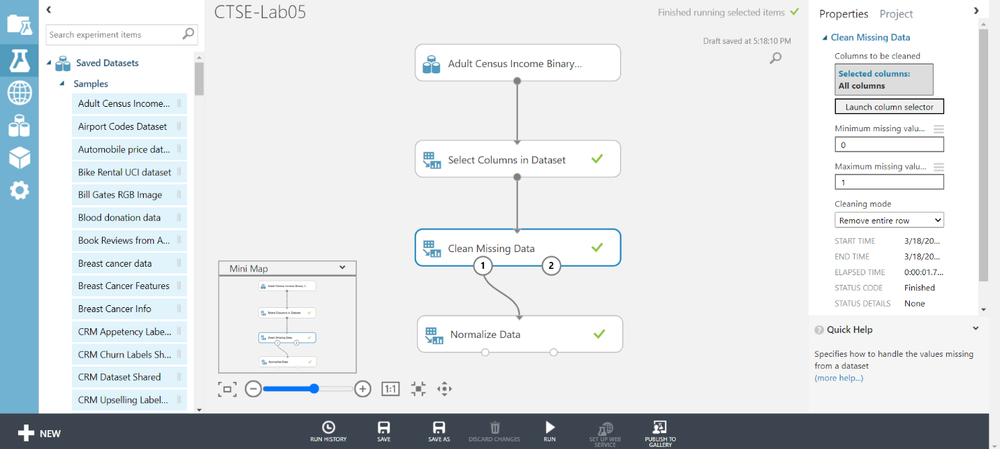 CTSE-Lab05
Finished running selected items
Draft saved at 5:18:10 PM
Search experiment items
Saved Datasets
Samples
Adult Census Income...
Airport Codes Dataset
Automobile price dat...
Bike Rental UCI dataset
Bill Gates RGB Image
Blood donation data
Book Reviews from A...
Breast cancer data
Breast Cancer Features
Breast Cancer Info
CRM Appetency Labe...
CRM Churn Labels Sh...
CRM Dataset Shared
CRM Upselling Label...
Adult Census Income Binary...
Select Columns in Dataset
Clean Missing Data
1 2
Normalize Data
Mini Map
Adult Census Income Binary C...
Select Columns in Dataset
Clean Missing Data
1 2
Normalize Data
1:1
Properties Project
Clean Missing Data
Columns to be cleaned
Selected columns:
All columns
Launch column selector
Minimum missing valu...
0
Maximum missing valu...
1
Cleaning mode
Remove entire row
START TIME 3/18/20...
END TIME 3/18/20...
ELAPSED TIME 0:00:01.7...
STATUS CODE Finished
STATUS DETAILS None
Quick Help
Specifies how to handle the values missing
from a dataset
(more help...)
NEW
RUN HISTORY
SAVE
SAVE AS
DISCARD CHANGES
RUN
SET UP WEB
SERVICE
PUBLISH TO
GALLERY